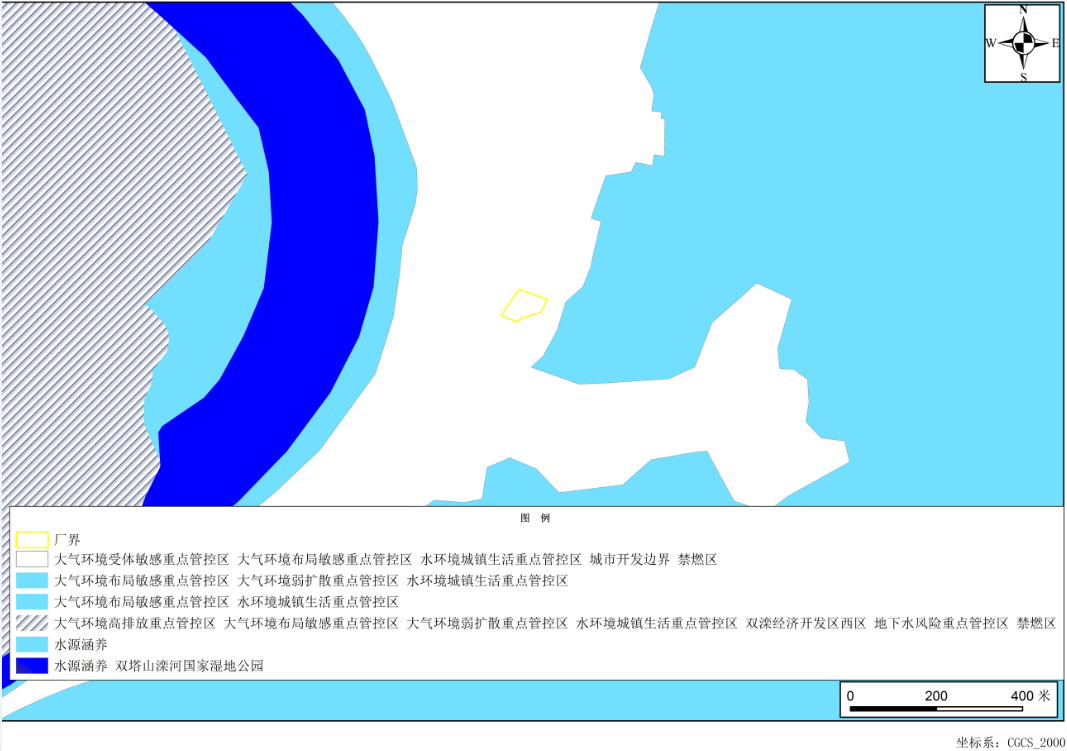 N
W E
S
图 例
厂界
大气环境受体敏感重点管控区 大气环境布局敏感重点管控区 水环境城镇生活重点管控区 城市开发边界 禁燃区
大气环境布局敏感重点管控区 大气环境弱扩散重点管控区 水环境城镇生活重点管控区
大气环境布局敏感重点管控区 水环境城镇生活重点管控区
大气环境高排放重点管控区 大气环境布局敏感重点管控区 大气环境弱扩散重点管控区 水环境城镇生活重点管控区 双滦经济开发区西区 地下水风险重点管控区 禁燃区
水源涵养
水源涵养 双塔山滦河国家湿地公园
0 200 400 米
坐标系：CGCS_2000